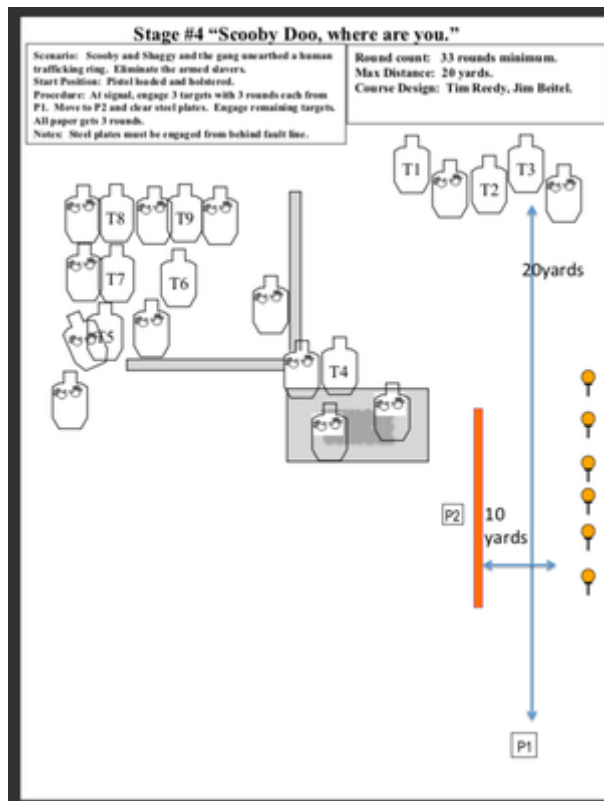 Stage #4 “Scooby Doo, where are you.”
Scenario: Scooby and Shaggy and the gang unearthed a human
trafficking ring. Eliminate the armed slavers.
Start Position: Pistol loaded and holstered.
Procedure: At signal, engage 3 targets with 3 rounds each from
P1. Move to P2 and clear steel plates. Engage remaining targets.
All paper gets 3 rounds.
Notes: Steel plates must be engaged from behind fault line.
Round count: 33 rounds minimum.
Max Distance: 20 yards.
Course Design: Tim Reedy, Jim Beitel.
T1
T2
T3
T8
T9
T7
T6
T5
T4
20yards
P2
10
yards
P1